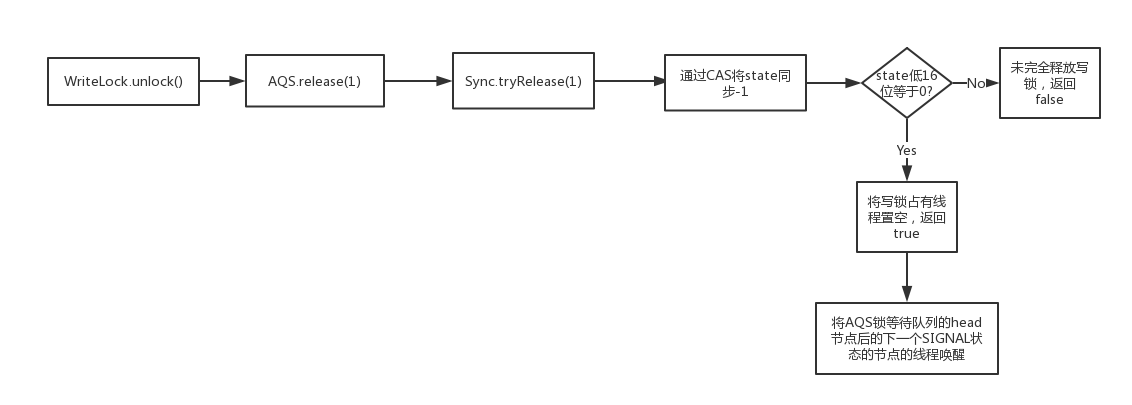 WriteLock.unlock()
AQS.release(1)
Sync.tryRelease(1)
通过CAS将state同
步-1
state低16
位等于0?
No
未完全释放写
锁，返回
false
Yes
将写锁占有线
程置空，返回
true
将AQS锁等待队列的head
节点后的下一个SIGNAL状
态的节点的线程唤醒